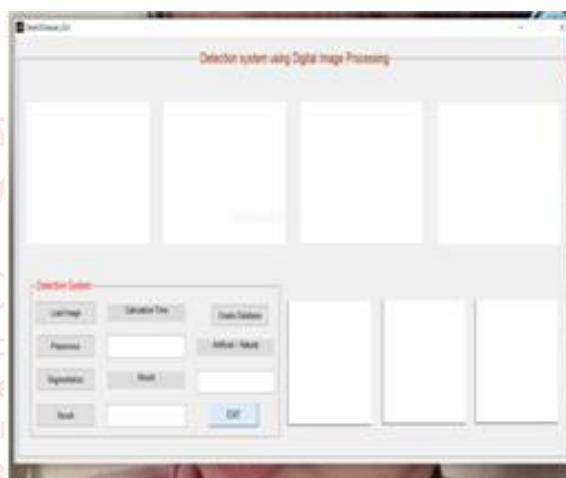 Detection system using Digital Image Processing
Detection System
Load Image
Calculation Time
Create Database
Preprocess
Artificial / Natural
Segmentation
Result
Result
EXIT